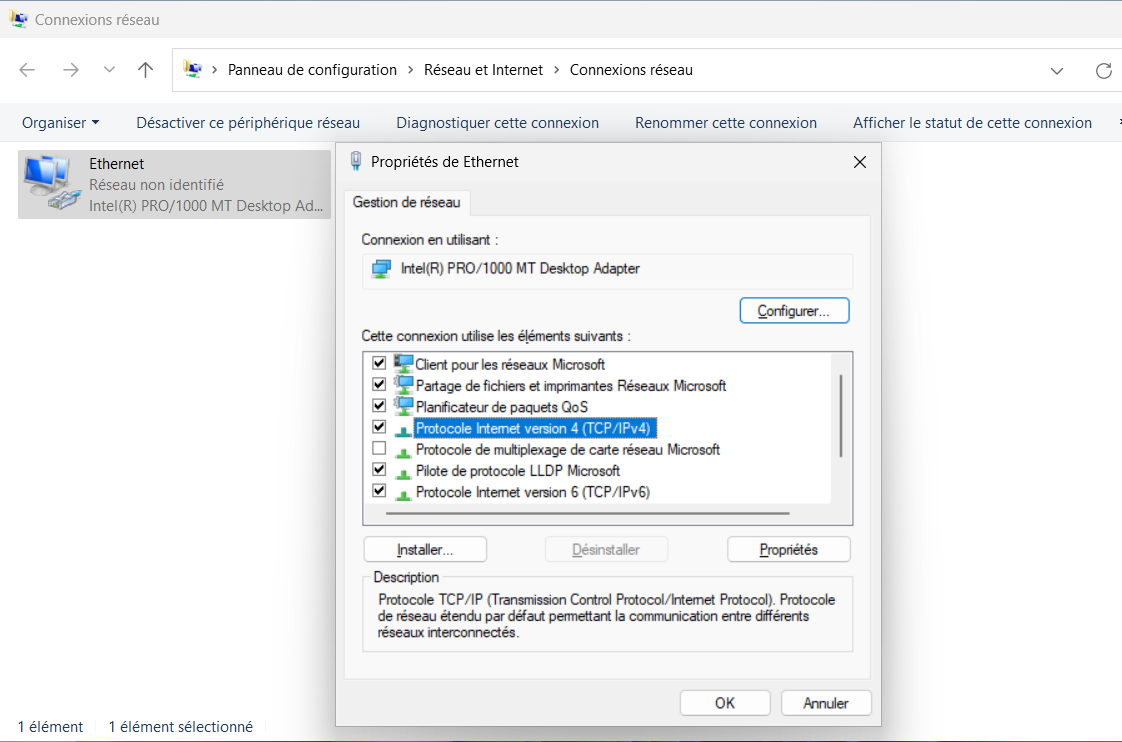 Connexions réseau
Panneau de configuration > Réseau et Internet > Connexions réseau
Organiser Désactiver ce périphérique réseau Diagnostiquer cette connexion Renommer cette connexion Afficher le statut de cette connexion
Ethernet
Réseau non identifié
Intel(R) PRO/1000 MT Desktop Ad...
Propriétés de Ethernet
Gestion de réseau
Connexion en utilisant :
Intel(R) PRO/1000 MT Desktop Adapter
Configurer...
Cette connexion utilise les éléments suivants :
Client pour les réseaux Microsoft
Partage de fichiers et imprimantes Réseaux Microsoft
Planificateur de paquets QoS
Protocole Internet version 4 (TCP/IPv4)
Protocole de multiplexage de carte réseau Microsoft
Pilote de protocole LLDP Microsoft
Protocole Internet version 6 (TCP/IPv6)
Installer... Désinstaller Propriétés
Description
Protocole TCP/IP (Transmission Control Protocol/Internet Protocol). Protocole
de réseau étendu par défaut permettant la communication entre différents
réseaux interconnectés.
OK Annuler
1 élément 1 élément sélectionné